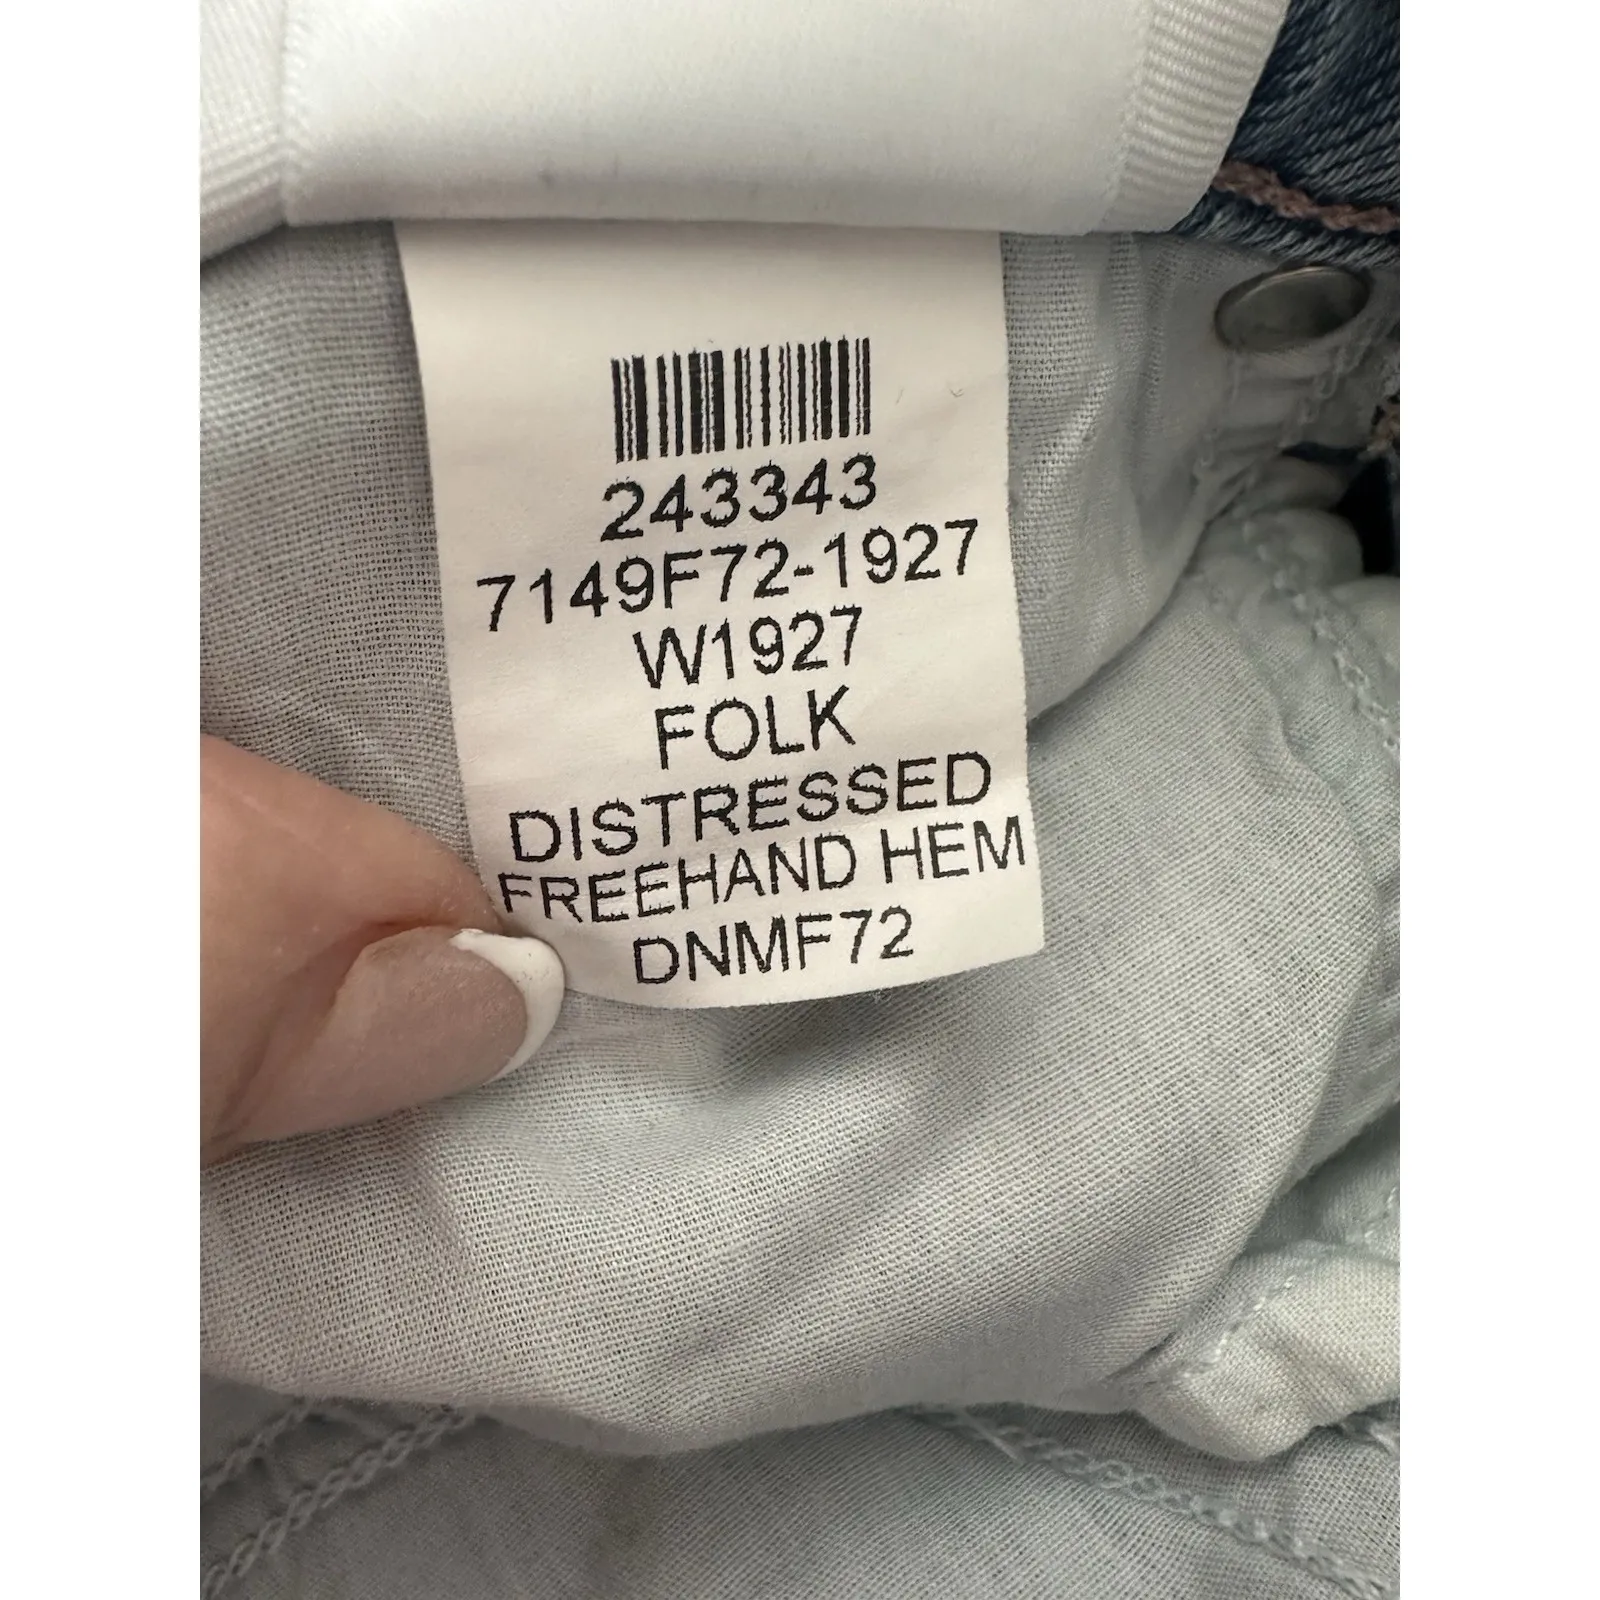 243343
7149F72-1927
W1927
FOLK
DISTRESSED
FREEHAND HEM
DNMF72